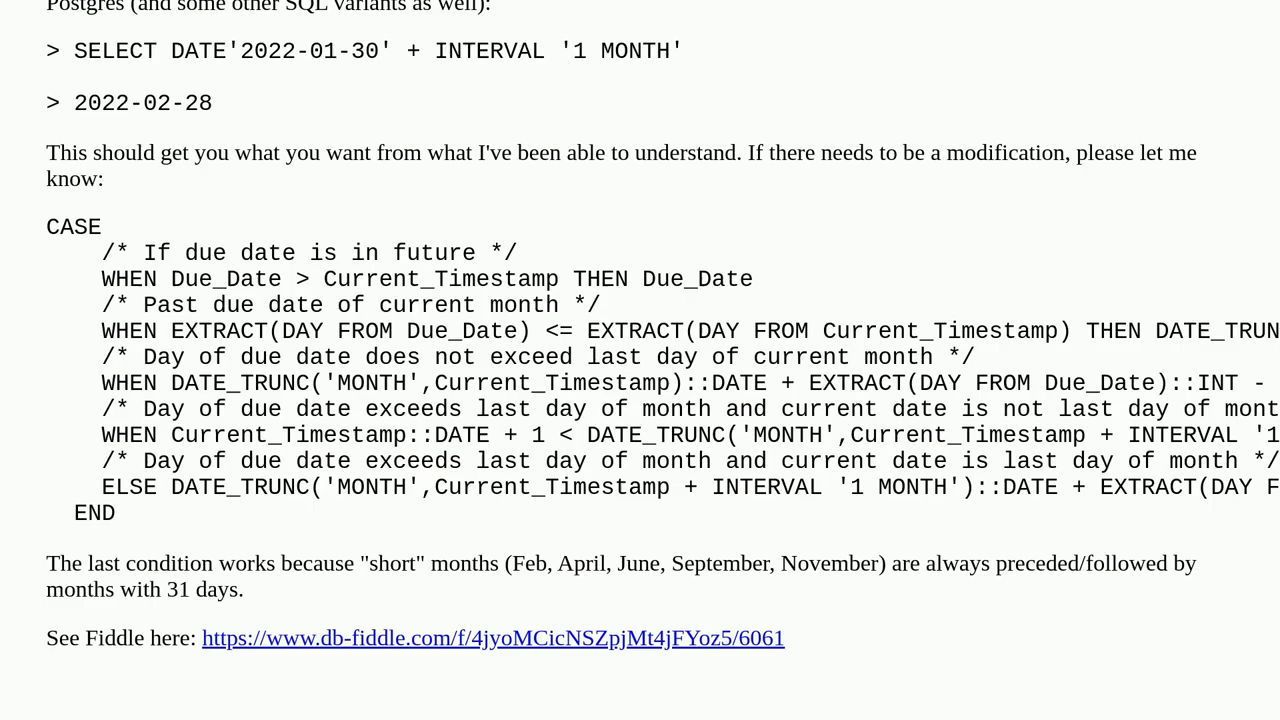 Postgres (and some other SQL variants as well):
> SELECT DATE'2022-01-30' + INTERVAL '1 MONTH'
> 2022-02-28
This should get you what you want from what I've been able to understand. If there needs to be a modification, please let me
know:
CASE
    /* If due date is in future */
    WHEN Due_Date > Current_Timestamp THEN Due_Date
    /* Past due date of current month */
    WHEN EXTRACT(DAY FROM Due_Date) <= EXTRACT(DAY FROM Current_Timestamp) THEN DATE_TRUN
    /* Day of due date does not exceed last day of current month */
    WHEN DATE_TRUNC('MONTH',Current_Timestamp)::DATE + EXTRACT(DAY FROM Due_Date)::INT -
    /* Day of due date exceeds last day of month and current date is not last day of mont
    WHEN Current_Timestamp::DATE + 1 < DATE_TRUNC('MONTH',Current_Timestamp + INTERVAL '1
    /* Day of due date exceeds last day of month and current date is last day of month */
    ELSE DATE_TRUNC('MONTH',Current_Timestamp + INTERVAL '1 MONTH')::DATE + EXTRACT(DAY F
  END
The last condition works because "short" months (Feb, April, June, September, November) are always preceded/followed by
months with 31 days.
See Fiddle here: https://www.db-fiddle.com/f/4jyoMCicNSZpjMt4jFYoz5/6061